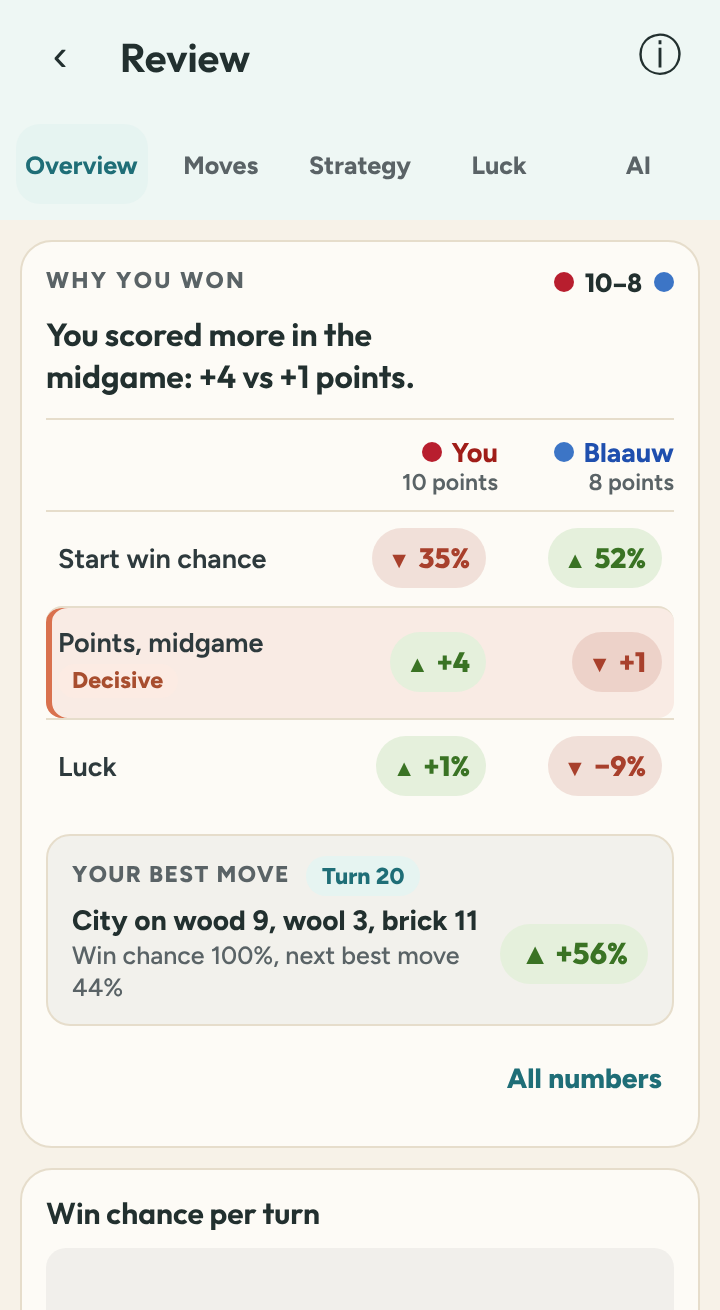 ‹ Review ⓘ
Overview Moves Strategy Luck AI
WHY YOU WON 10–8
You scored more in the
midgame: +4 vs +1 points.
You Blaauw
10 points 8 points
Start win chance ▼ 35% ▲ 52%
Points, midgame ▲ +4 ▼ +1
Decisive
Luck ▲ +1% ▼ −9%
YOUR BEST MOVE Turn 20
City on wood 9, wool 3, brick 11
Win chance 100%, next best move
44%
▲ +56%
All numbers
Win chance per turn